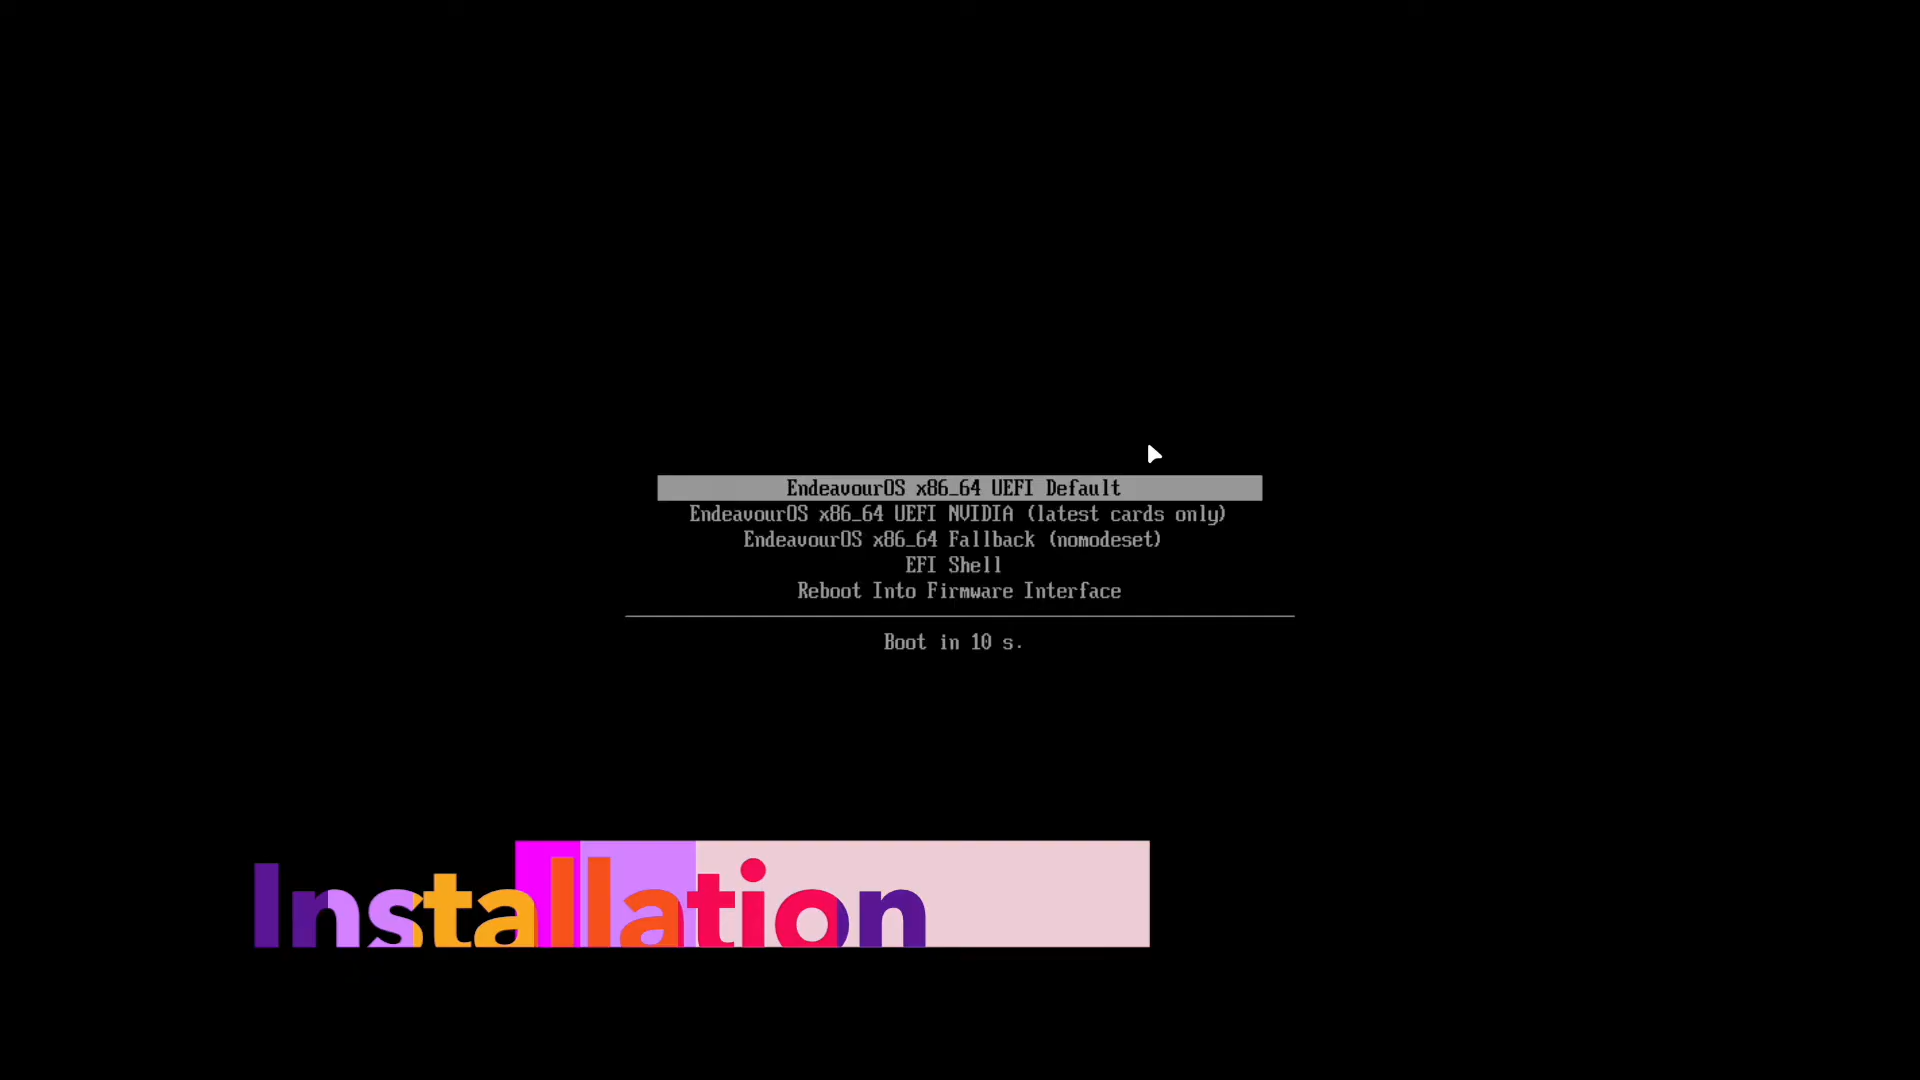 EndeavourOS x86_64 UEFI Default
EndeavourOS x86_64 UEFI NVIDIA (latest cards only)
EndeavourOS x86_64 Fallback (nomodeset)
EFI Shell
Reboot Into Firmware Interface
Boot in 10 s.
Installation